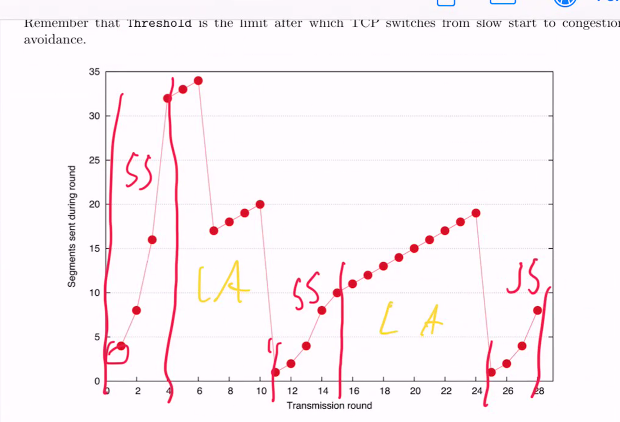 Remember that Threshold is the limit after which TCP switches from slow start to congestion
avoidance.
35
30
25
20
15
10
5
0
Segments sent during round
0 2 4 6 8 10 12 14 16 18 20 22 24 26 28
Transmission round
SS
CA
SS
CA
SS